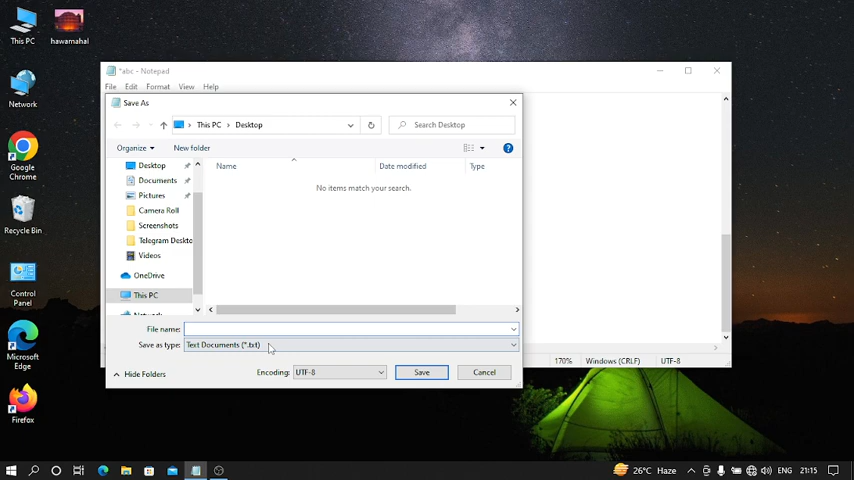 This PC
hawamahal
Network
Google
Chrome
Recycle Bin
Control
Panel
Microsoft
Edge
Firefox
*abc - Notepad
File Edit Format View Help
Save As
This PC > Desktop
Search Desktop
Organize
New folder
Desktop
Documents
Pictures
Camera Roll
Screenshots
Telegram Deskto
Videos
OneDrive
This PC
Name
Date modified
Type
No items match your search.
File name:
Save as type: Text Documents (*.txt)
Hide Folders
Encoding: UTF-8
Save
Cancel
170%
Windows (CRLF)
UTF-8
26°C Haze
ENG
21:15